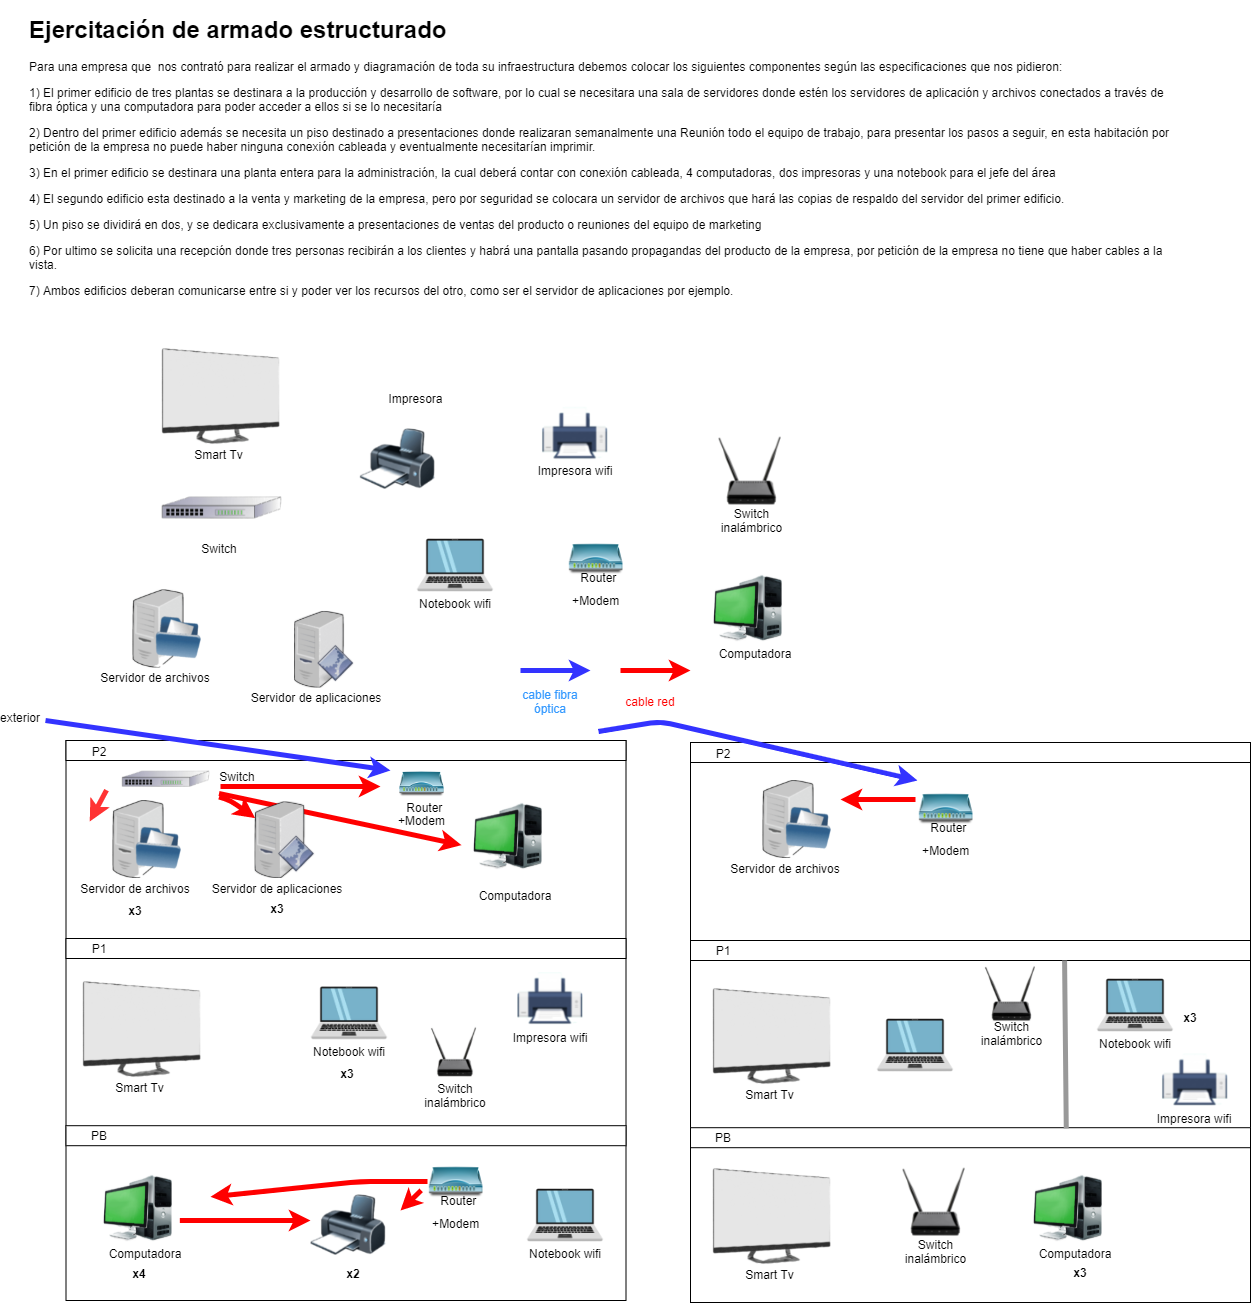 Ejercitación de armado estructurado
Para una empresa que  nos contrató para realizar el armado y diagramación de toda su infraestructura debemos colocar los siguientes componentes según las especificaciones que nos pidieron:
1) El primer edificio de tres plantas se destinara a la producción y desarrollo de software, por lo cual se necesitara una sala de servidores donde estén los servidores de aplicación y archivos conectados a través de
fibra óptica y una computadora para poder acceder a ellos si se lo necesitaría
2) Dentro del primer edificio además se necesita un piso destinado a presentaciones donde realizaran semanalmente una Reunión todo el equipo de trabajo, para presentar los pasos a seguir, en esta habitación por
petición de la empresa no puede haber ninguna conexión cableada y eventualmente necesitarían imprimir.
3) En el primer edificio se destinara una planta entera para la administración, la cual deberá contar con conexión cableada, 4 computadoras, dos impresoras y una notebook para el jefe del área
4) El segundo edificio esta destinado a la venta y marketing de la empresa, pero por seguridad se colocara un servidor de archivos que hará las copias de respaldo del servidor del primer edificio.
5) Un piso se dividirá en dos, y se dedicara exclusivamente a presentaciones de ventas del producto o reuniones del equipo de marketing
6) Por ultimo se solicita una recepción donde tres personas recibirán a los clientes y habrá una pantalla pasando propagandas del producto de la empresa, por petición de la empresa no tiene que haber cables a la
vista.
7) Ambos edificios deberan comunicarse entre si y poder ver los recursos del otro, como ser el servidor de aplicaciones por ejemplo.
Impresora
Smart Tv
Impresora wifi
Switch
inalámbrico
Switch
Router
+Modem
Notebook wifi
Computadora
Servidor de archivos
Servidor de aplicaciones
cable fibra
óptica
cable red
exterior
P2
Switch
Router
+Modem
Servidor de archivos
x3
Servidor de aplicaciones
x3
Computadora
P1
Smart Tv
Notebook wifi
x3
Switch
inalámbrico
Impresora wifi
PB
Computadora
x4
x2
Router
+Modem
Notebook wifi
P2
Servidor de archivos
Router
+Modem
P1
Smart Tv
Switch
inalámbrico
Notebook wifi
x3
Impresora wifi
PB
Smart Tv
Switch
inalámbrico
Computadora
x3